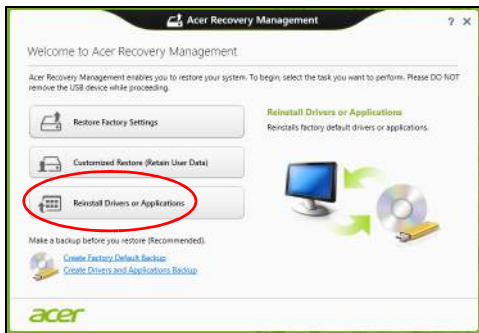 Acer Recovery Management
? ×
Welcome to Acer Recovery Management
Acer Recovery Management enables you to restore your system. To begin, select the task you want to perform. Please DO NOT
remove the USB device while proceeding.
Restore Factory Settings
Customized Restore (Retain User Data)
Reinstall Drivers or Applications
Reinstall Drivers or Applications
Reinstalls factory default drivers or applications.
Make a backup before you restore (Recommended).
Create Factory Default Backup
Create Drivers and Applications Backup
acer